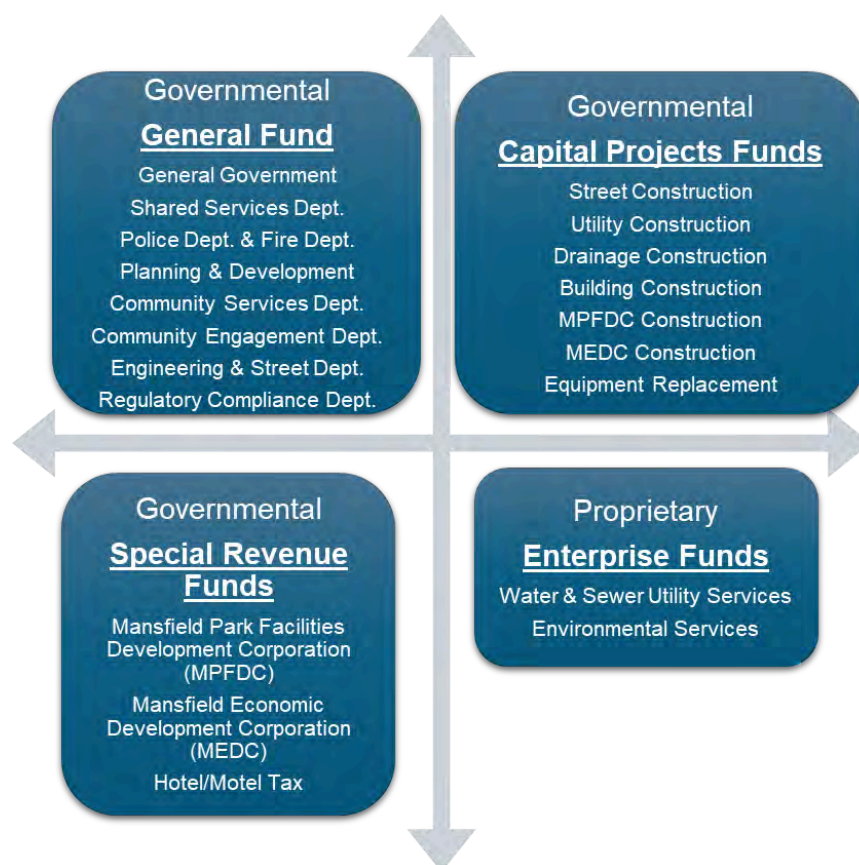 Governmental
General Fund
General Government
Shared Services Dept.
Police Dept. & Fire Dept.
Planning & Development
Community Services Dept.
Community Engagement Dept.
Engineering & Street Dept.
Regulatory Compliance Dept.
Governmental
Capital Projects Funds
Street Construction
Utility Construction
Drainage Construction
Building Construction
MPFDC Construction
MEDC Construction
Equipment Replacement
Governmental
Special Revenue
Funds
Mansfield Park Facilities
Development Corporation
(MPFDC)
Mansfield Economic
Development Corporation
(MEDC)
Hotel/Motel Tax
Proprietary
Enterprise Funds
Water & Sewer Utility Services
Environmental Services